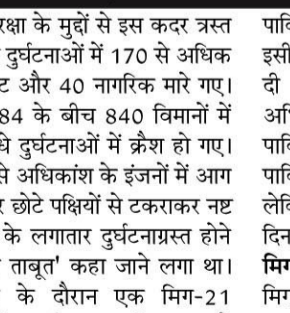 के मुद्दों से इस कदर त्रस्त
दुर्घटनाओं में 170 से अधिक
और 40 नागरिक मारे गए।
84 के बीच 840 विमानों में
दुर्घटनाओं में क्रैश हो गए।
से अधिकांश के इंजनों में आग
छोटे पक्षियों से टकराकर नष्ट
के लगातार दुर्घटनाग्रस्त होने
ताबूत' कहा जाने लगा था।
के दौरान एक मिग-21
इसी
दी
मिग